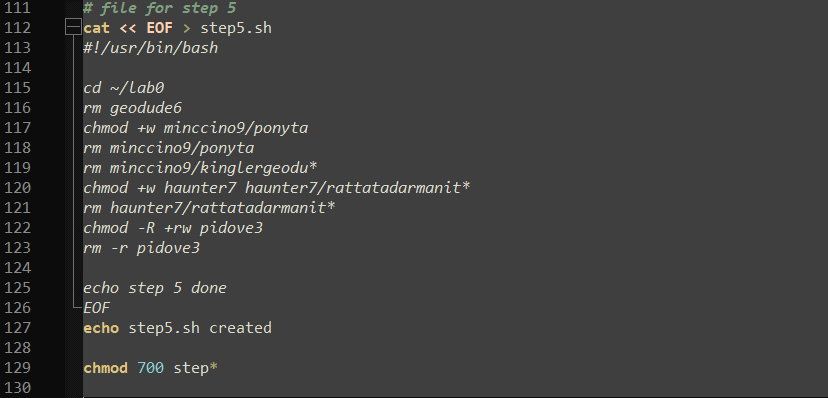 111 # file for step 5
112 cat << EOF > step5.sh
113 #!/usr/bin/bash
114
115 cd ~/lab0
116 rm geodude6
117 chmod +w minccino9/ponyta
118 rm minccino9/ponyta
119 rm minccino9/kinglergeodu*
120 chmod +w haunter7 haunter7/rattatadarmanit*
121 rm haunter7/rattatadarmanit*
122 chmod -R +rw pidove3
123 rm -r pidove3
124
125 echo step 5 done
126 EOF
127 echo step5.sh created
128
129 chmod 700 step*
130